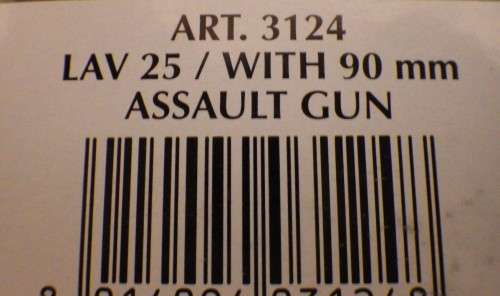 ART. 3124
LAV 25 / WITH 90 mm
ASSAULT GUN